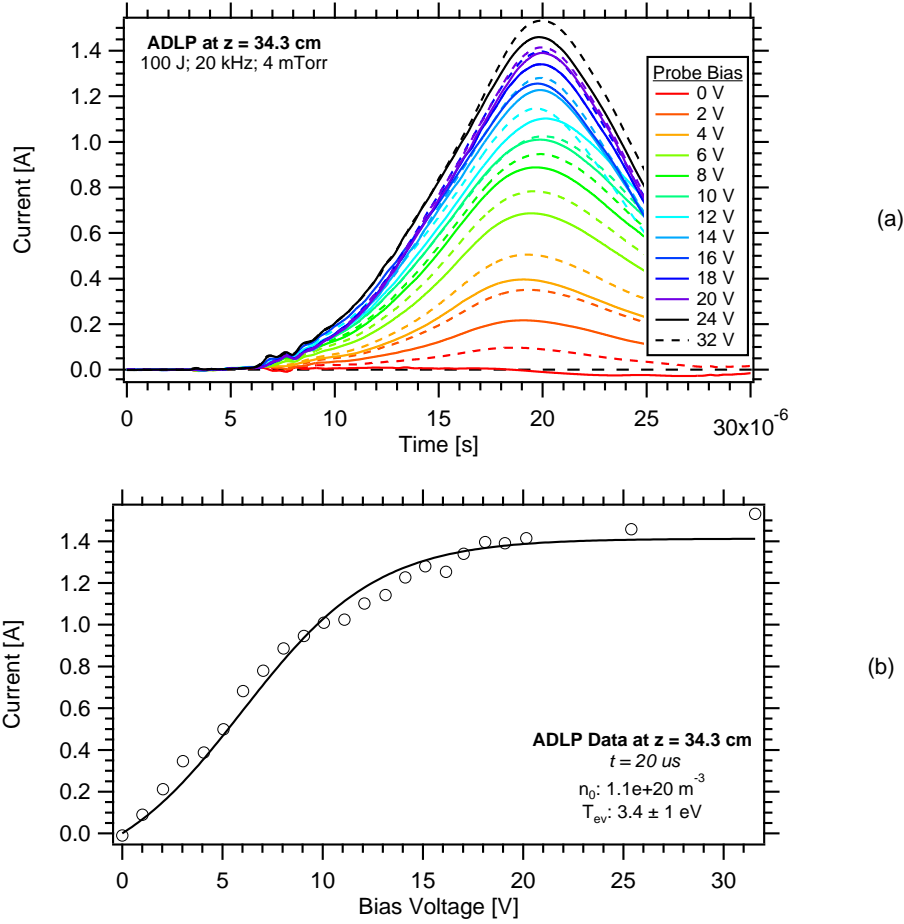 ADLP at z = 34.3 cm
100 J; 20 kHz; 4 mTorr
Probe Bias
0 V
2 V
4 V
6 V
8 V
10 V
12 V
14 V
16 V
18 V
20 V
24 V
32 V
1.4
1.2
1.0
0.8
0.6
0.4
0.2
0.0
Current [A]
0
5
10
15
20
25
30x10⁻⁶
Time [s]
(a)
1.4
1.2
1.0
0.8
0.6
0.4
0.2
0.0
Current [A]
ADLP Data at z = 34.3 cm
t = 20 us
n₀: 1.1e+20 m⁻³
Tₑᵥ: 3.4 ± 1 eV
0
5
10
15
20
25
30
Bias Voltage [V]
(b)